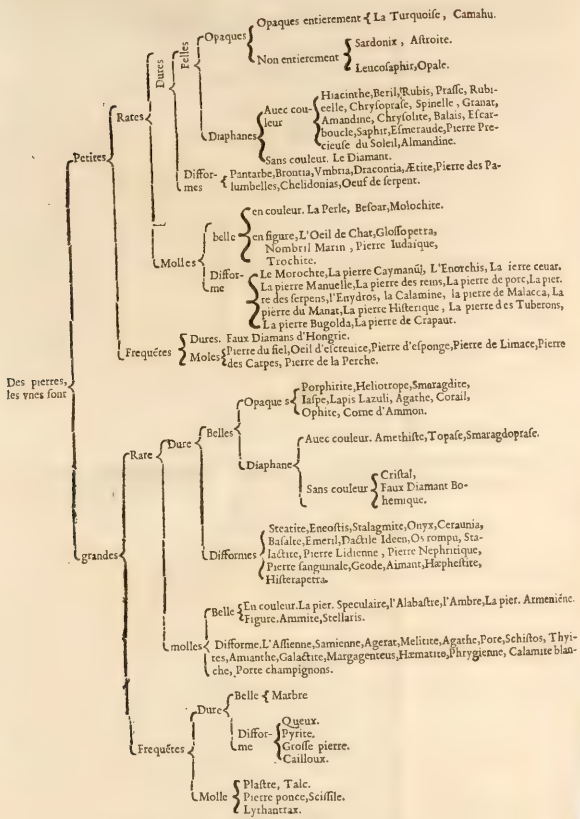 Opaques entierement { La Turquoiſe, Camahu.
Opaques
Sardonix, Aſtroite.
Non entierement
Leucoſaphir, Opale.
Belles
Dures
Hiacinthe, Beril, Rubis, Praſſe, Rubi-
Auec cou- celle, Chryſopraſe, Spinelle, Granat,
leur Amandine, Chryſolite, Balais, Eſcar-
boucle, Saphir, Eſmeraude, Pierre Pre-
Diaphanes cieuſe du Soleil, Almandine.
Sans couleur. Le Diamant.
Rates
Differ- Pantarbe, Brontia, Vmbria, Dracontia, Ætite, Pierre des Pa-
mes lumbelles, Chelidonias, Oeuf de ſerpent.
Petites
en couleur. La Perle, Beſoar, Molochite.
belle
en figure, L'Oeil de Chat, Gloſſopetra,
Nombril Marin, Pierre Iudaïque,
Trochite.
Molles
Differ- Le Morochte, La pierre Caymanũ, L'Enorchis, La ierre ceuar.
me La pierre Manuelle, La pierre des reins, La pierre de porc, La pier.
re des ſerpens, l'Enydros, la Calamine, la pierre de Malacca, La
pierre du Manat, La pierre Hiſterique, La pierre des Tuberons,
La pierre Bugolda, La pierre de Crapaut.
Frequẽtes
Dures. Faux Diamans d'Hongrie.
Moles Pierre du fiel, Oeil d'eſcreuice, Pierre d'eſponge, Pierre de Limace, Pierre
des Carpes, Pierre de la Perche.
Des pierres,
les vnes ſont
Porphirite, Heliotrope, Smaragdite,
Opaque s Iaſpe, Lapis Lazuli, Agathe, Corail,
Ophite, Corne d'Ammon.
Belles
Auec couleur. Amethiſte, Topaſe, Smaragdopraſe.
Diaphane
Criſtal,
Sans couleur Faux Diamant Bo-
hemique.
Rare
Dure
Steatite, Eneoſtis, Stalagmite, Onyx, Ceraunia,
Baſalte, Emeril, Dactile Ideen, Os rompu, Sta-
Difformes lactite, Pierre Lidienne, Pierre Nephritique,
Pierre ſanguinale, Geode, Aimant, Hæpheſtite,
Hiſterapetra.
grandes
Belle En couleur. La pier. Speculaire, l'Alabaſtre, l'Ambre, La pier. Armeniẽne.
Figure. Ammite, Stellaris.
molles
Difforme, L'Aſſienne, Samienne, Agerat, Melitite, Agathe, Pore, Schiſtos, Thyi-
tes, Amianthe, Galactite, Margagenteus, Hæmatite, Phrygienne, Calamite blan-
che, Porte champignons.
Belle { Marbre
Dure
Queux.
Differ- Pyrite.
me Groſſe pierre.
Cailloux.
Frequẽtes
Plaſtre, Talc.
Molle Pierre ponce, Sciſſile.
Lythantrax.